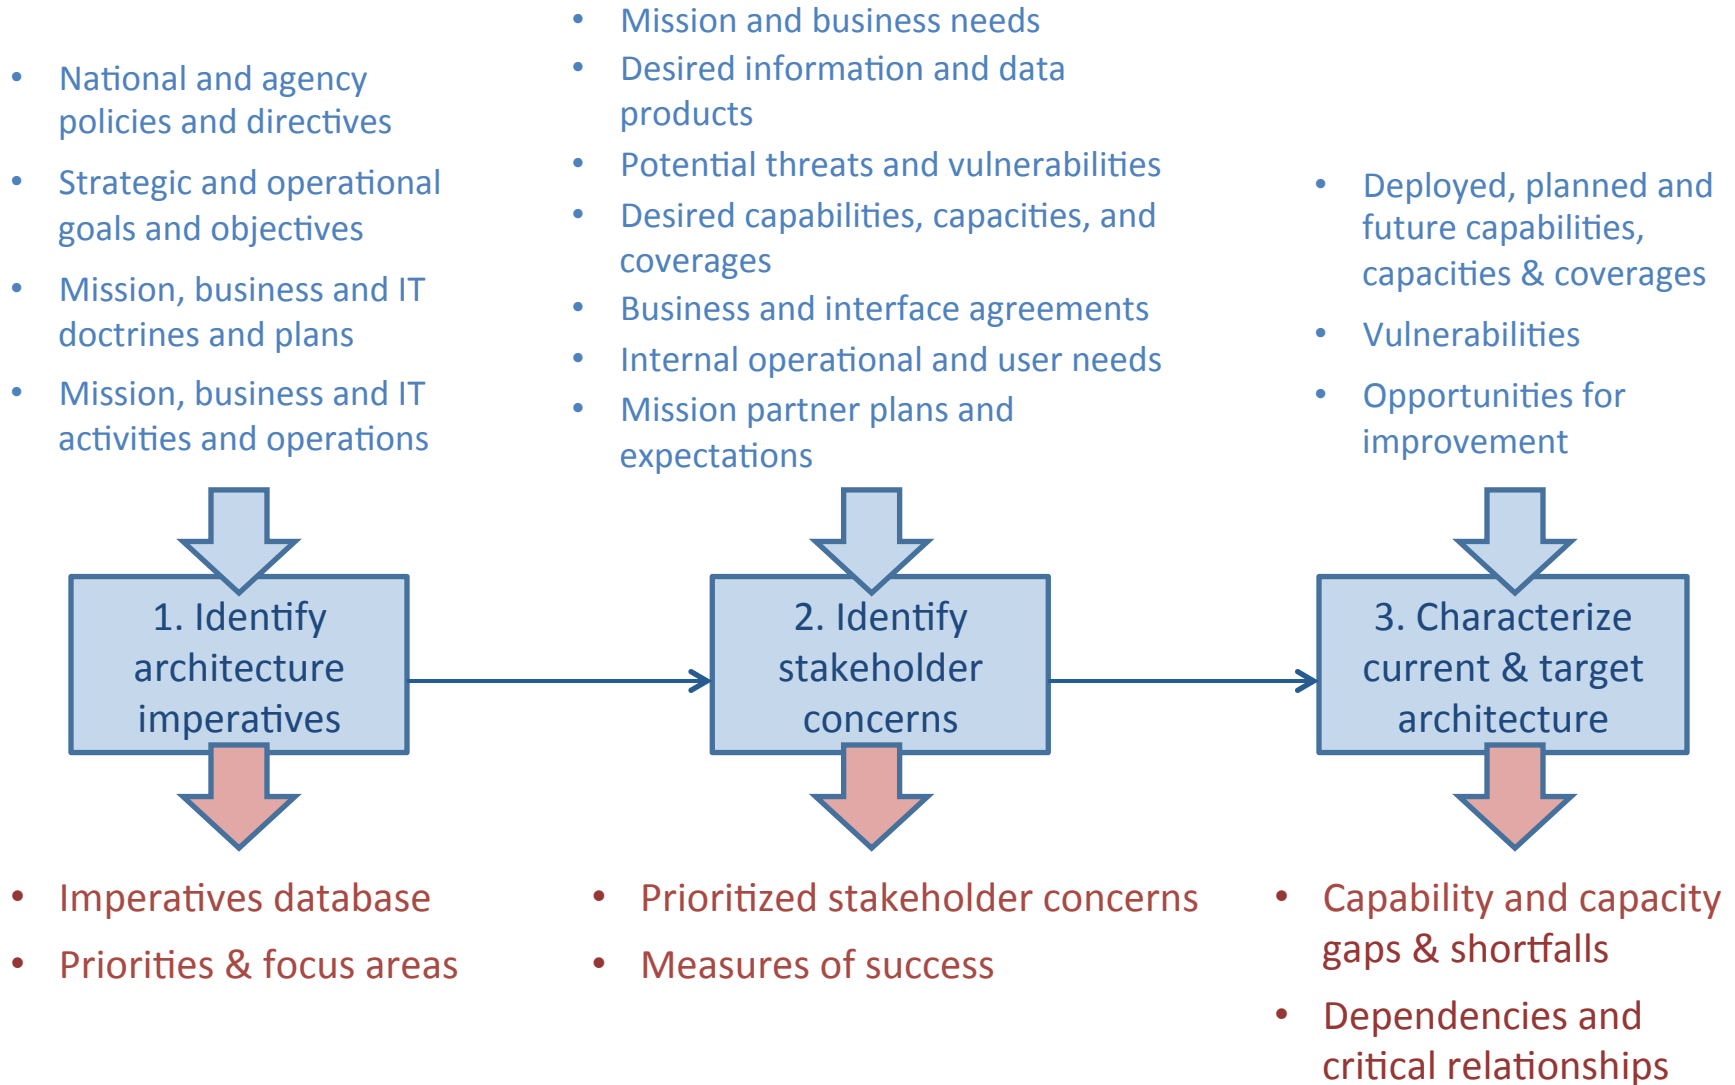 • National and agency
policies and directives
• Strategic and operational
goals and objectives
• Mission, business and IT
doctrines and plans
• Mission, business and IT
activities and operations
• Mission and business needs
• Desired information and data
products
• Potential threats and vulnerabilities
• Desired capabilities, capacities, and
coverages
• Business and interface agreements
• Internal operational and user needs
• Mission partner plans and
expectations
• Deployed, planned and
future capabilities,
capacities & coverages
• Vulnerabilities
• Opportunities for
improvement
1. Identify
architecture
imperatives
2. Identify
stakeholder
concerns
3. Characterize
current & target
architecture
• Imperatives database
• Priorities & focus areas
• Prioritized stakeholder concerns
• Measures of success
• Capability and capacity
gaps & shortfalls
• Dependencies and
critical relationships